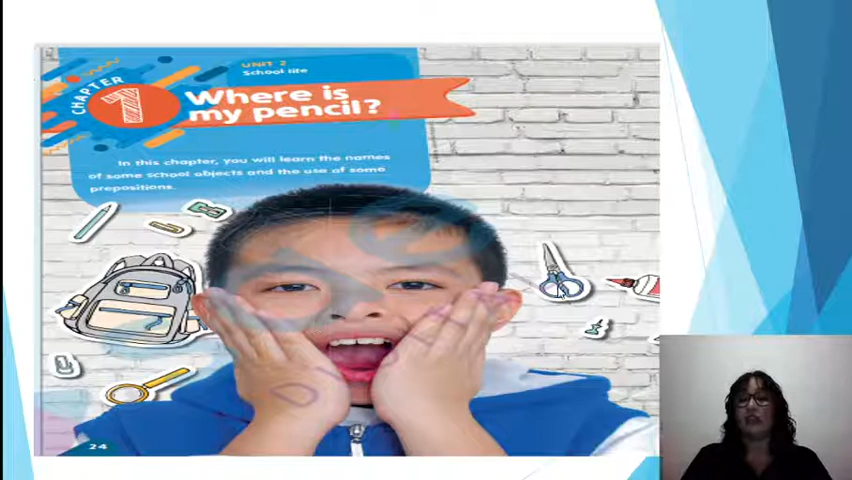 UNIT 2
School life
CHAPTER
1
Where is
my pencil?
In this chapter, you will learn the names
of some school objects and the use of some
prepositions.
24